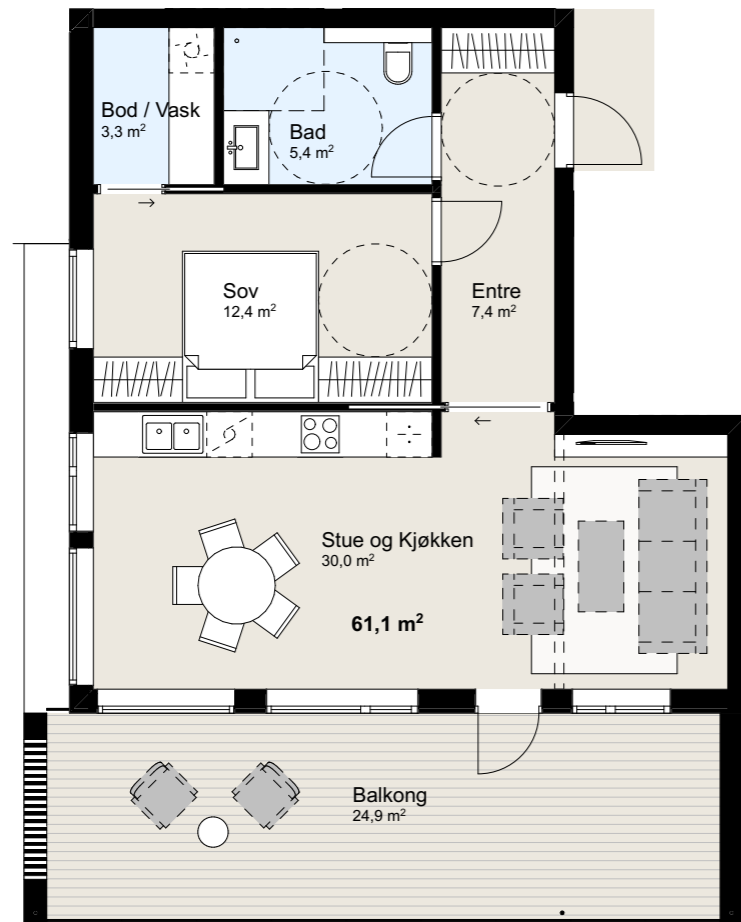 Bod / Vask
3,3 m²
Bad
5,4 m²
Sov
12,4 m²
Entre
7,4 m²
Stue og Kjøkken
30,0 m²
61,1 m²
Balkong
24,9 m²